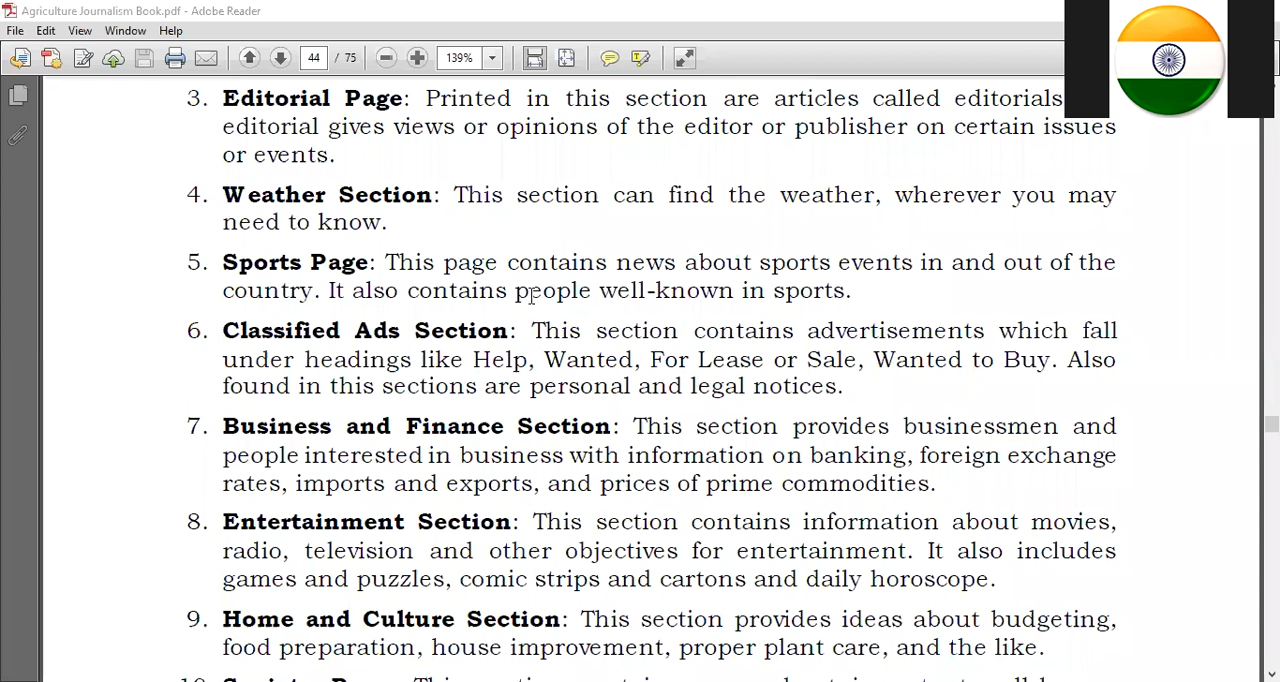 Agriculture Journalism Book.pdf - Adobe Reader
File Edit View Window Help
44 / 75 139%
3. Editorial Page: Printed in this section are articles called editorials
editorial gives views or opinions of the editor or publisher on certain issues
or events.
4. Weather Section: This section can find the weather, wherever you may
need to know.
5. Sports Page: This page contains news about sports events in and out of the
country. It also contains people well-known in sports.
6. Classified Ads Section: This section contains advertisements which fall
under headings like Help, Wanted, For Lease or Sale, Wanted to Buy. Also
found in this sections are personal and legal notices.
7. Business and Finance Section: This section provides businessmen and
people interested in business with information on banking, foreign exchange
rates, imports and exports, and prices of prime commodities.
8. Entertainment Section: This section contains information about movies,
radio, television and other objectives for entertainment. It also includes
games and puzzles, comic strips and cartons and daily horoscope.
9. Home and Culture Section: This section provides ideas about budgeting,
food preparation, house improvement, proper plant care, and the like.